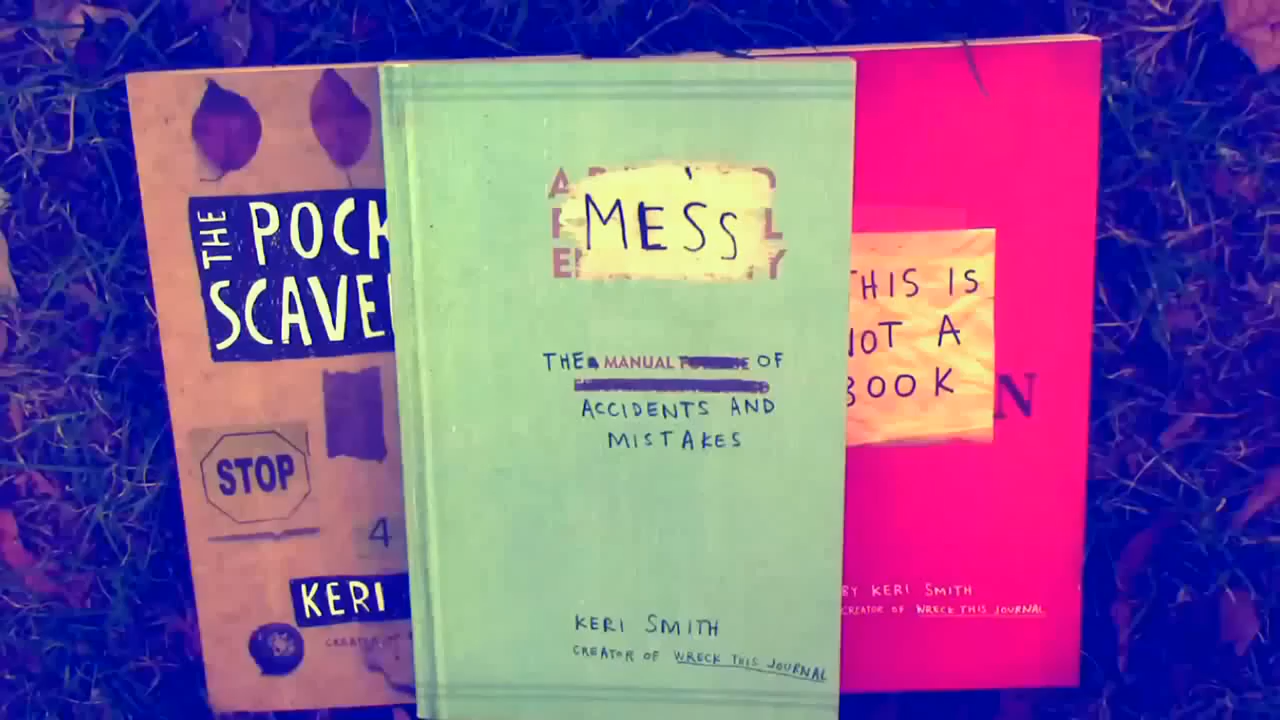 THE
POCK
SCAVE
STOP
4
KERI
MESS
THE MANUAL OF
ACCIDENTS AND
MISTAKES
KERI SMITH
CREATOR OF WRECK THIS JOURNAL
THIS IS
NOT A
BOOK
N
BY KERI SMITH
CREATOR OF WRECK THIS JOURNAL